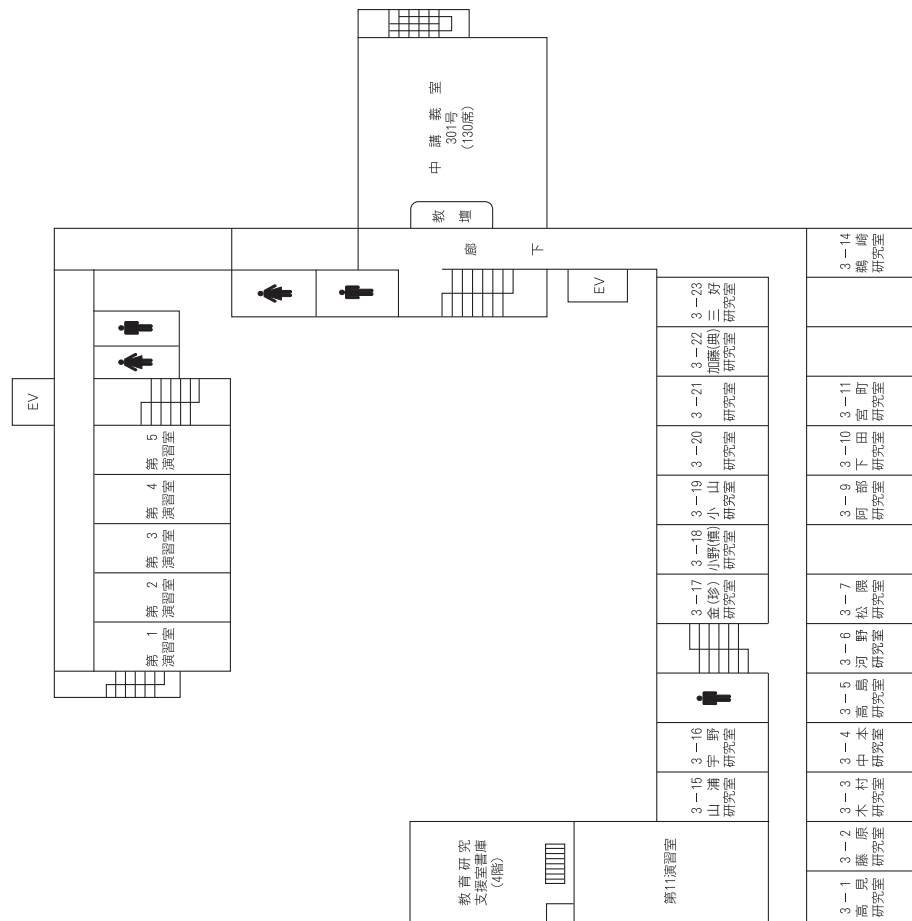 中講義室
301号
(130席)
教壇
廊下
EV
EV
第1
演習室
第2
演習室
第3
演習室
第4
演習室
第5
演習室
3－23
三好
研究室
3－22
加藤(典)
研究室
3－21
研究室
3－20
研究室
3－19
小山
研究室
3－18
小野(慎)
研究室
3－17
金(珍)
研究室
3－16
宇野
研究室
3－15
山浦
研究室
3－14
鵜崎
研究室
3－11
宮町
研究室
3－10
下田
研究室
3－9
阿部
研究室
3－7
松隈
研究室
3－6
河野
研究室
3－5
高島
研究室
3－4
中本
研究室
3－3
木村
研究室
3－2
藤原
研究室
3－1
高見
研究室
教育研究
支援室書庫
(4階)
第11演習室